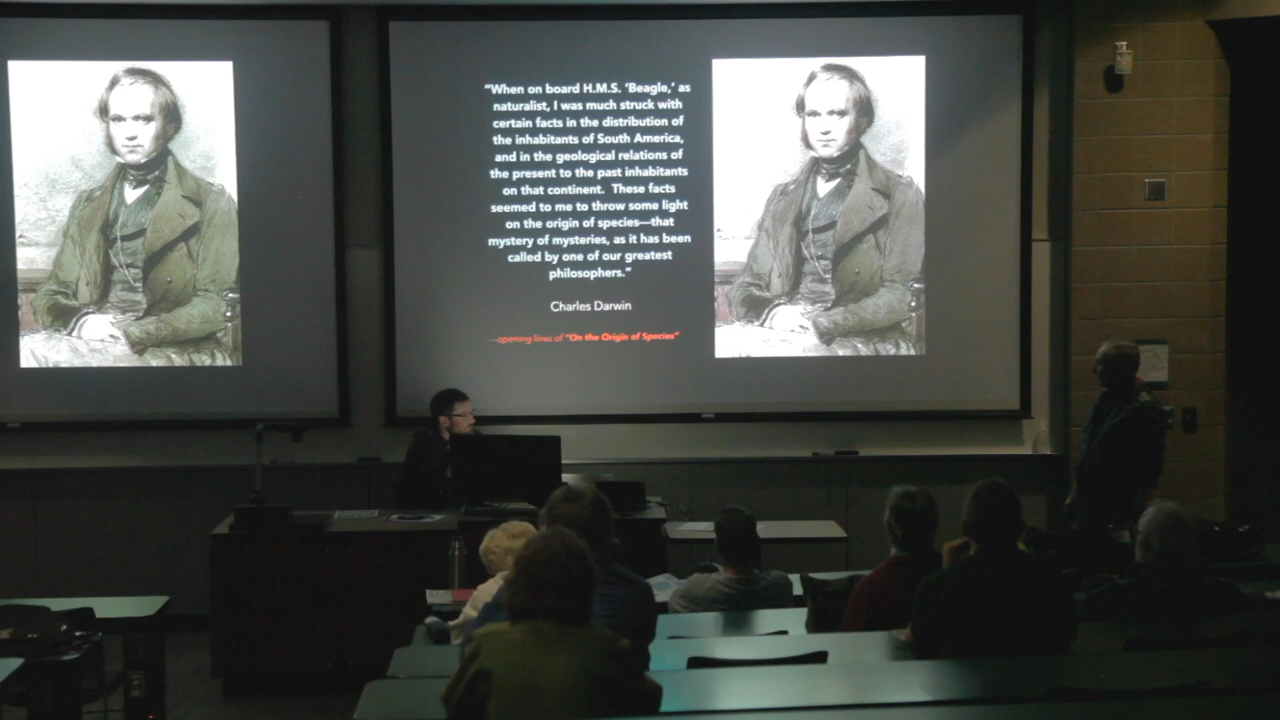 “When on board H.M.S. ‘Beagle,’ as
naturalist, I was much struck with
certain facts in the distribution of
the inhabitants of South America,
and in the geological relations of
the present to the past inhabitants
on that continent.  These facts
seemed to me to throw some light
on the origin of species—that
mystery of mysteries, as it has been
called by one of our greatest
philosophers.”
Charles Darwin
—opening lines of “On the Origin of Species”